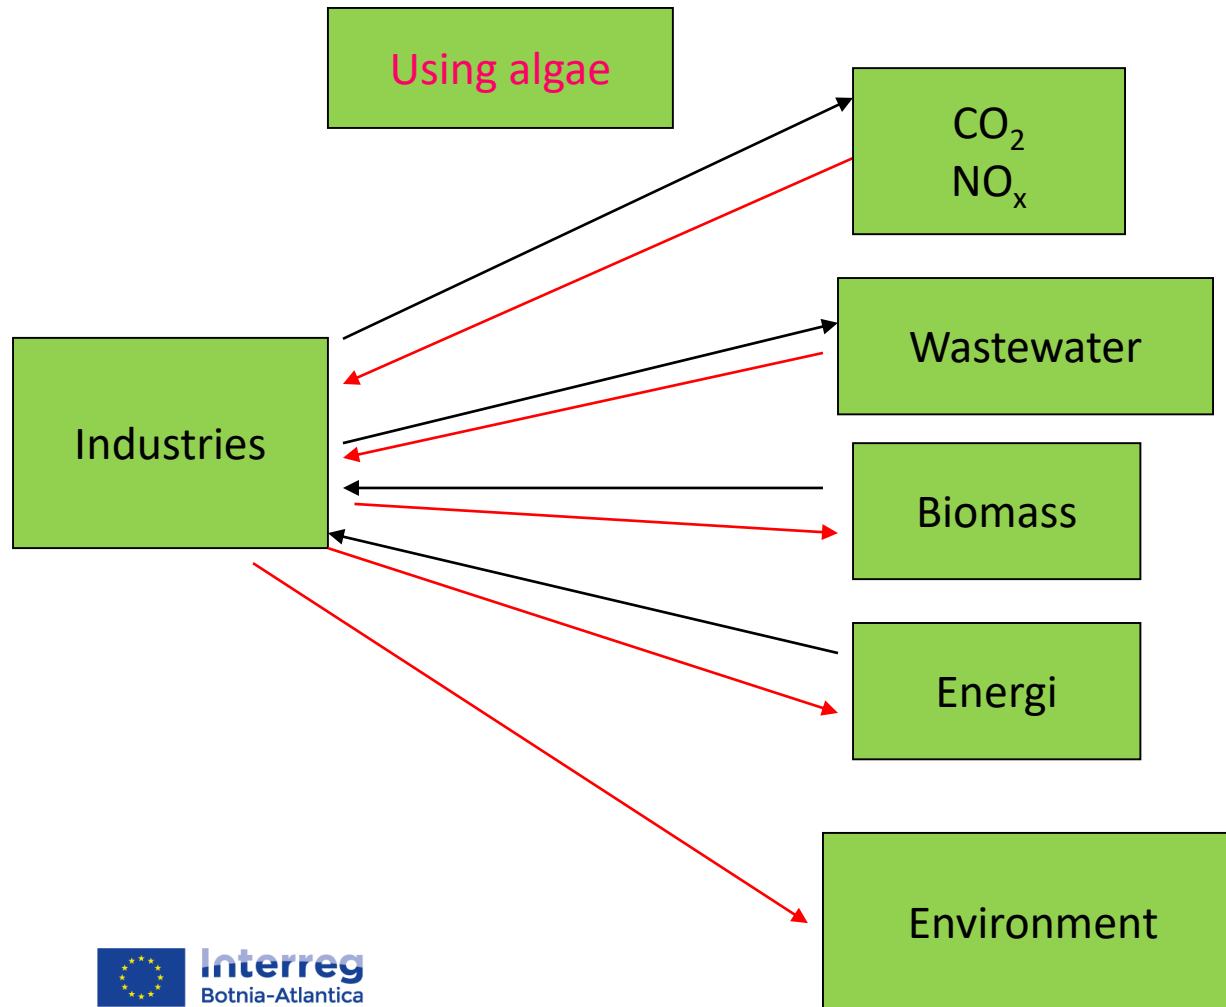 Using algae
CO₂
NOₓ
Wastewater
Industries
Biomass
Energi
Environment
Interreg
Botnia-Atlantica